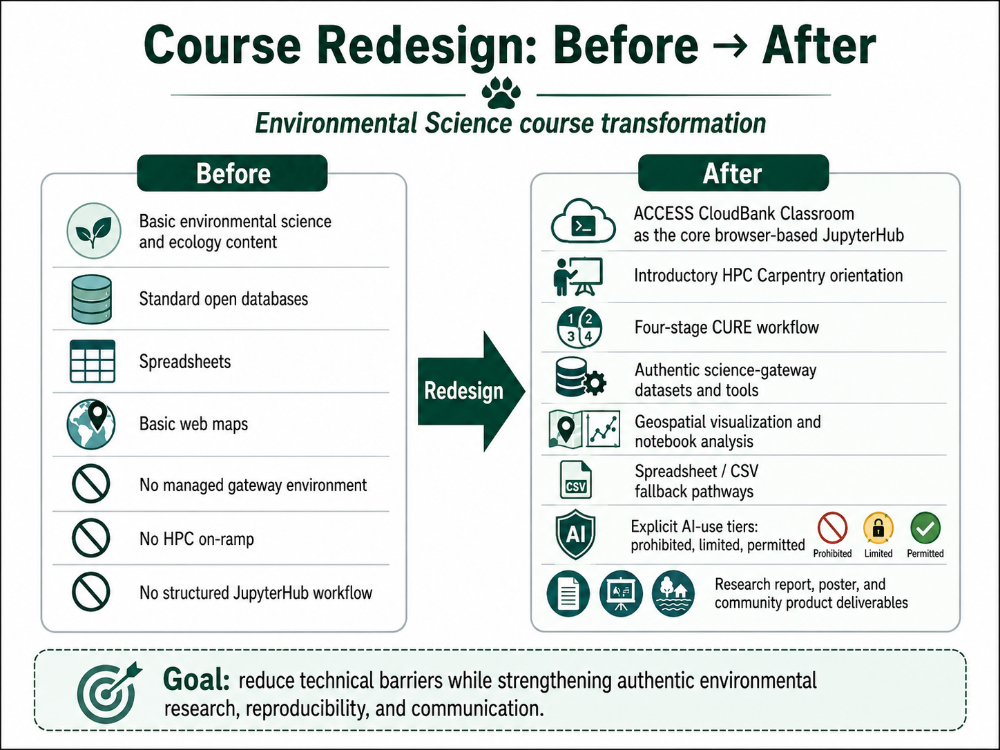 Course Redesign: Before → After
Environmental Science course transformation
Before
Basic environmental science
and ecology content
Standard open databases
Spreadsheets
Basic web maps
No managed gateway environment
No HPC on-ramp
No structured JupyterHub workflow
Redesign
After
>_
ACCESS CloudBank Classroom
as the core browser-based JupyterHub
Introductory HPC Carpentry orientation
1 2
3 4
Four-stage CURE workflow
Authentic science-gateway
datasets and tools
Geospatial visualization and
notebook analysis
CSV
Spreadsheet / CSV
fallback pathways
AI
Explicit AI-use tiers:
prohibited, limited, permitted
Prohibited
Limited
Permitted
Research report, poster, and
community product deliverables
Goal: reduce technical barriers while strengthening authentic environmental
research, reproducibility, and communication.